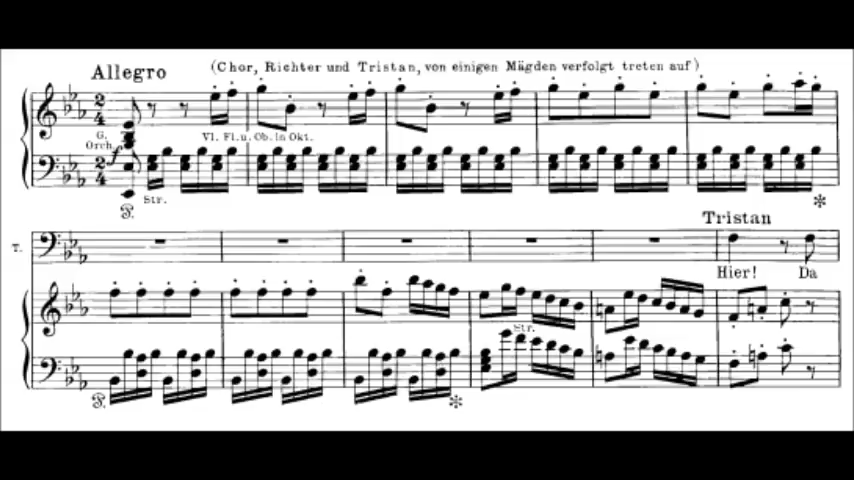 Allegro (Chor, Richter und Tristan, von einigen Mägden verfolgt treten auf)
G. Orch. f
Vl. Fl. u. Ob. in Okt.
Str.
Tristan
T.
Hier! Da
Str.